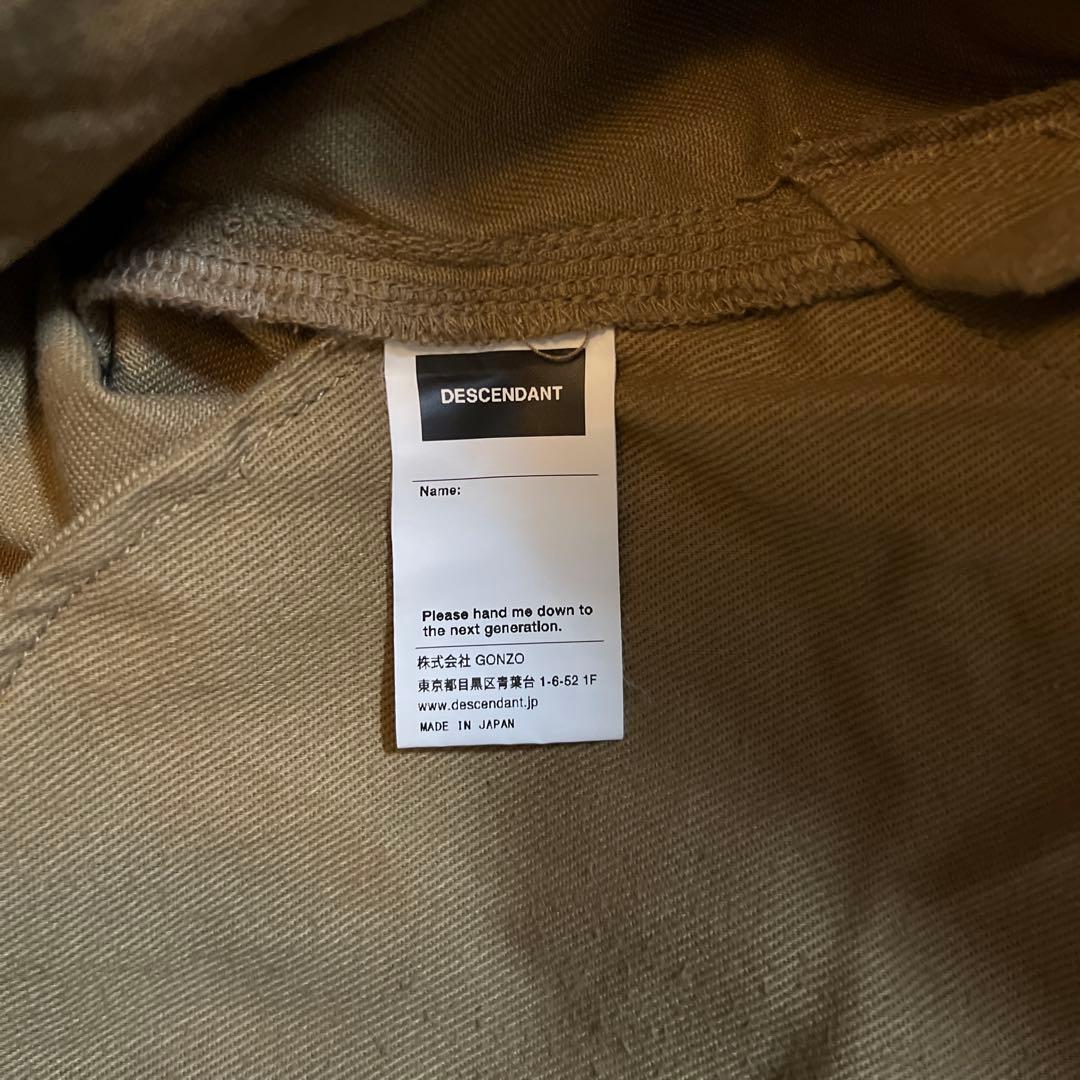 DESCENDANT
Name:
Please hand me down to
the next generation.
株式会社 GONZO
東京都目黒区青葉台 1-6-52 1F
www.descendant.jp
MADE IN JAPAN